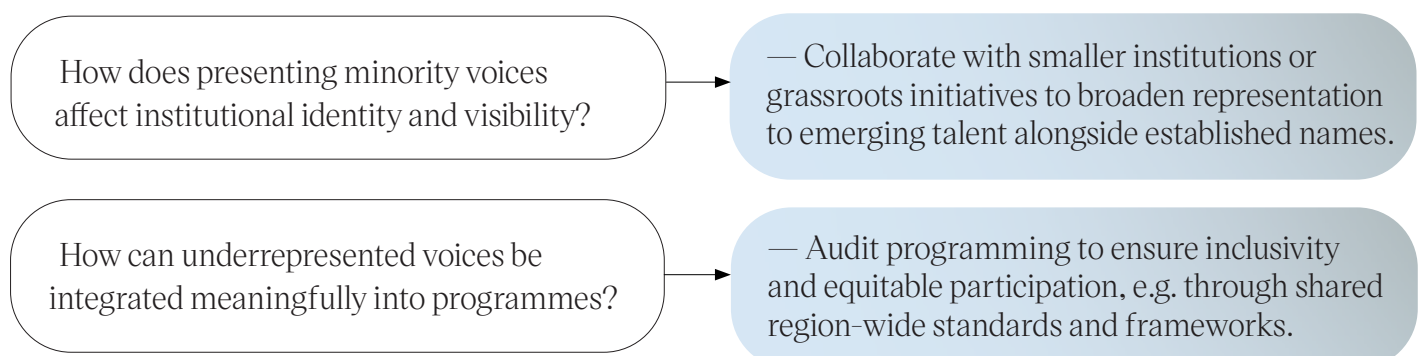 How does presenting minority voices
affect institutional identity and visibility?
— Collaborate with smaller institutions or
grassroots initiatives to broaden representation
to emerging talent alongside established names.
How can underrepresented voices be
integrated meaningfully into programmes?
— Audit programming to ensure inclusivity
and equitable participation, e.g. through shared
region-wide standards and frameworks.